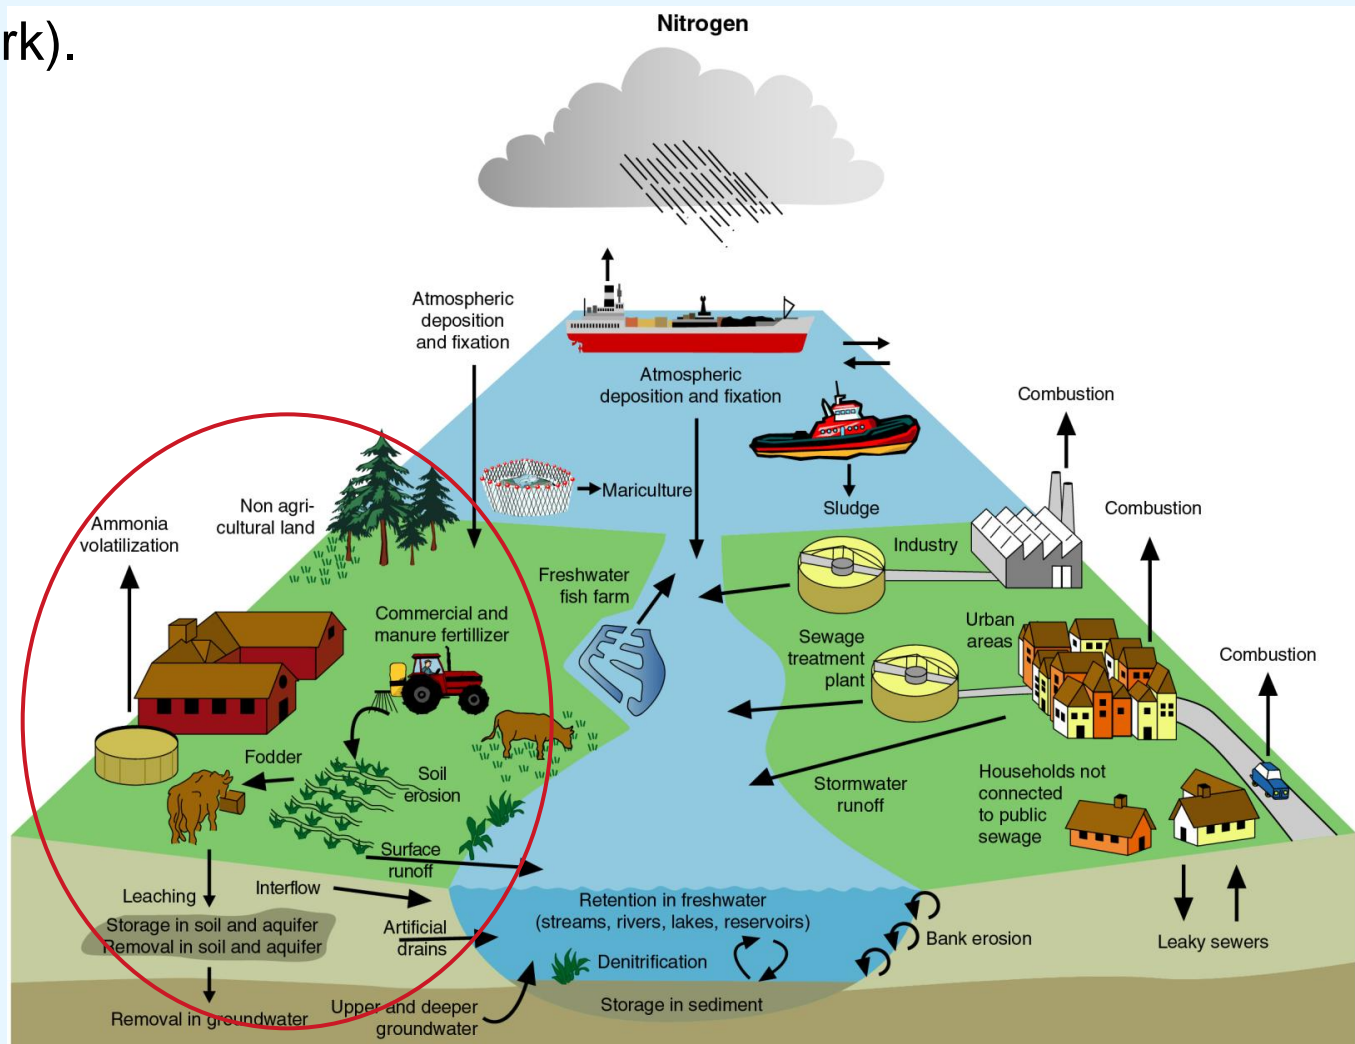 rk).
Nitrogen
Atmospheric
deposition
and fixation
Atmospheric
deposition and fixation
Combustion
Mariculture
Sludge
Non agri-
cultural land
Ammonia
volatilization
Combustion
Industry
Freshwater
fish farm
Commercial and
manure fertillizer
Urban
areas
Sewage
treatment
plant
Combustion
Fodder
Soil
erosion
Stormwater
runoff
Households not
connected
to public
sewage
Surface
runoff
Leaching
Interflow
Retention in freshwater
(streams, rivers, lakes, reservoirs)
Storage in soil and aquifer
Removal in soil and aquifer
Artificial
drains
Bank erosion
Leaky sewers
Denitrification
Storage in sediment
Removal in groundwater
Upper and deeper
groundwater